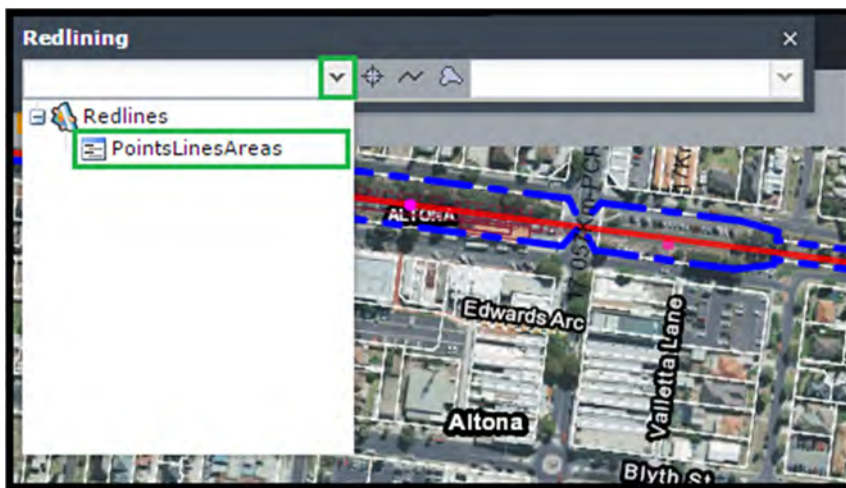 Redlining
Redlines
PointsLinesAreas
ALTONA
Edwards Arc
Valletta Lane
Altona
Blyth St